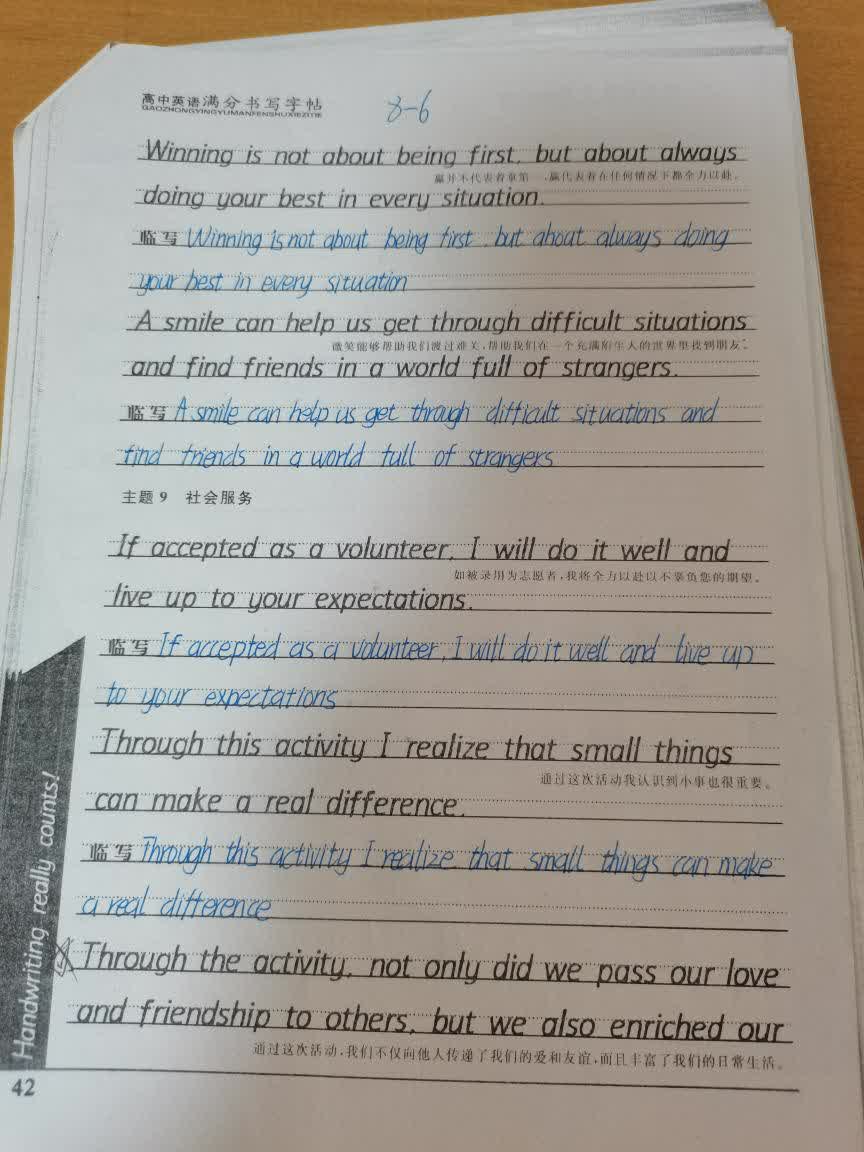 高中英语满分书写字帖
GAOZHONGYINGYUMANFENSHUXIEZITIE
8-6
Winning is not about being first, but about always
赢并不代表着拿第一,赢代表着在任何情况下都全力以赴。
doing your best in every situation.
临写 Winning is not about being first, but about always doing
your best in every situation
A smile can help us get through difficult situations
微笑能够帮助我们渡过难关,帮助我们在一个充满陌生人的世界里找到朋友。
and find friends in a world full of strangers.
临写 A smile can help us get through difficult situations and
find friends in a world full of strangers
主题9 社会服务
If accepted as a volunteer, I will do it well and
如被录用为志愿者,我将全力以赴以不辜负您的期望。
live up to your expectations.
临写 If accepted as a volunteer, I will do it well and live up
to your expectations
Through this activity I realize that small things
通过这次活动我认识到小事也很重要。
can make a real difference.
临写 Through this activity I realize that small things can make
a real difference
Through the activity, not only did we pass our love
and friendship to others, but we also enriched our
通过这次活动,我们不仅向他人传递了我们的爱和友谊,而且丰富了我们的日常生活。
Handwriting really counts!
42